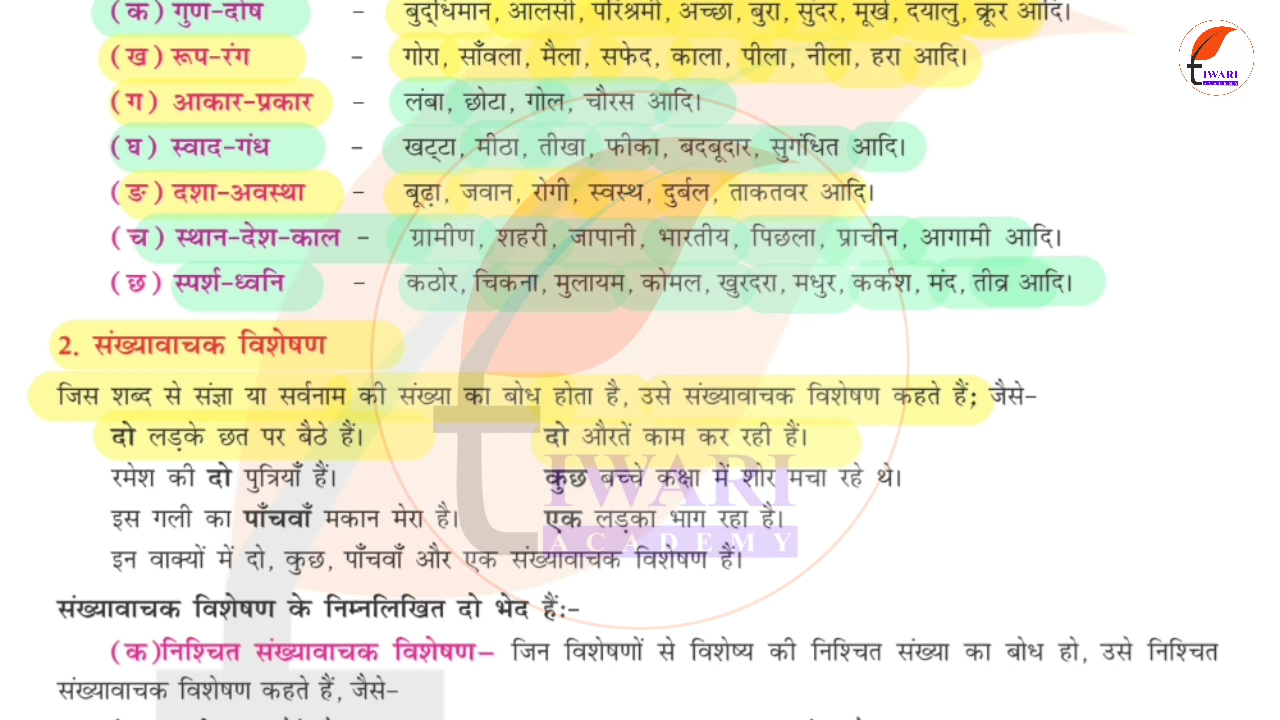 (क) गुण-दोष – बुद्धिमान, आलसी, परिश्रमी, अच्छा, बुरा, सुंदर, मूर्ख, दयालु, क्रूर आदि।
(ख) रूप-रंग – गोरा, साँवला, मैला, सफेद, काला, पीला, नीला, हरा आदि।
(ग) आकार-प्रकार – लंबा, छोटा, गोल, चौरस आदि।
(घ) स्वाद-गंध – खट्टा, मीठा, तीखा, फीका, बदबूदार, सुगंधित आदि।
(ङ) दशा-अवस्था – बूढ़ा, जवान, रोगी, स्वस्थ, दुर्बल, ताकतवर आदि।
(च) स्थान-देश-काल – ग्रामीण, शहरी, जापानी, भारतीय, पिछला, प्राचीन, आगामी आदि।
(छ) स्पर्श-ध्वनि – कठोर, चिकना, मुलायम, कोमल, खुरदरा, मधुर, कर्कश, मंद, तीव्र आदि।
2. संख्यावाचक विशेषण
जिस शब्द से संज्ञा या सर्वनाम की संख्या का बोध होता है, उसे संख्यावाचक विशेषण कहते हैं; जैसे–
दो लड़के छत पर बैठे हैं। दो औरतें काम कर रही हैं।
रमेश की दो पुत्रियाँ हैं। कुछ बच्चे कक्षा में शोर मचा रहे थे।
इस गली का पाँचवाँ मकान मेरा है। एक लड़का भाग रहा है।
इन वाक्यों में दो, कुछ, पाँचवाँ और एक संख्यावाचक विशेषण हैं।
संख्यावाचक विशेषण के निम्नलिखित दो भेद हैं:–
(क)निश्चित संख्यावाचक विशेषण– जिन विशेषणों से विशेष्य की निश्चित संख्या का बोध हो, उसे निश्चित
संख्यावाचक विशेषण कहते हैं, जैसे–
TIWARI
ACADEMY
TIWARI
ACADEMY